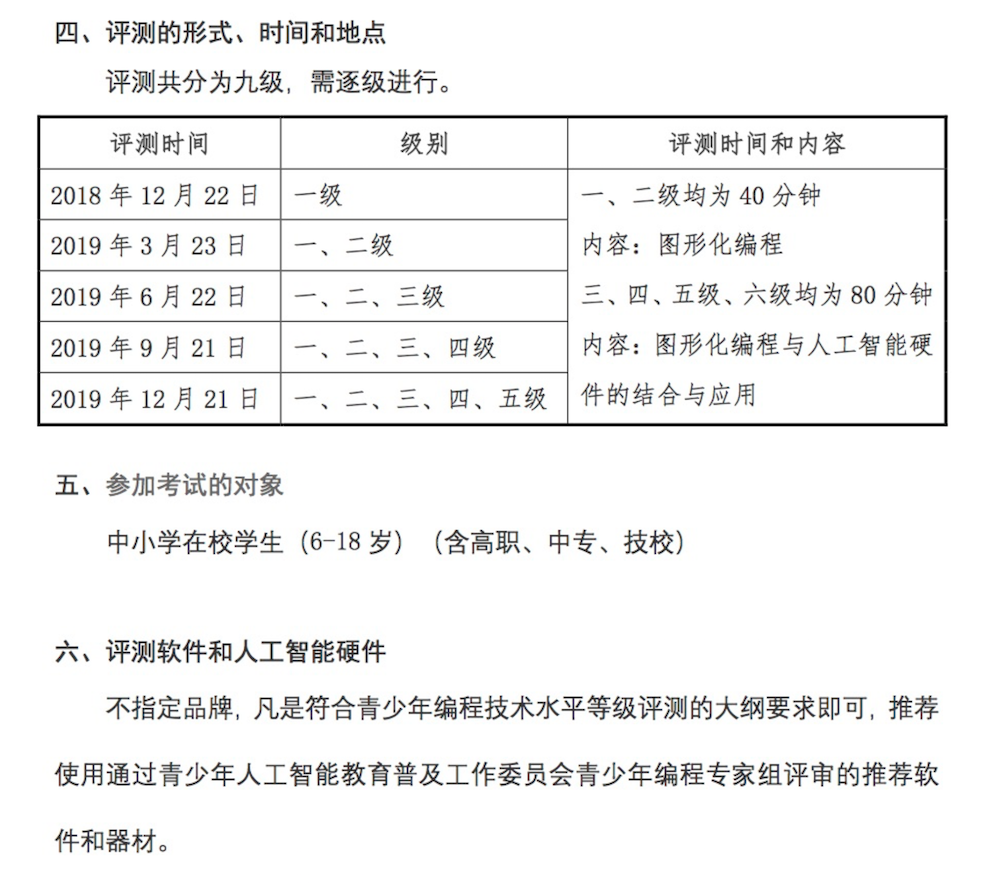 四、评测的形式、时间和地点
评测共分为九级，需逐级进行。
评测时间 级别 评测时间和内容
2018 年 12 月 22 日 一级 一、二级均为 40 分钟
2019 年 3 月 23 日 一、二级 内容：图形化编程
2019 年 6 月 22 日 一、二、三级 三、四、五级、六级均为 80 分钟
2019 年 9 月 21 日 一、二、三、四级 内容：图形化编程与人工智能硬
2019 年 12 月 21 日 一、二、三、四、五级 件的结合与应用
五、参加考试的对象
中小学在校学生（6-18 岁）（含高职、中专、技校）
六、评测软件和人工智能硬件
不指定品牌，凡是符合青少年编程技术水平等级评测的大纲要求即可，推荐
使用通过青少年人工智能教育普及工作委员会青少年编程专家组评审的推荐软
件和器材。